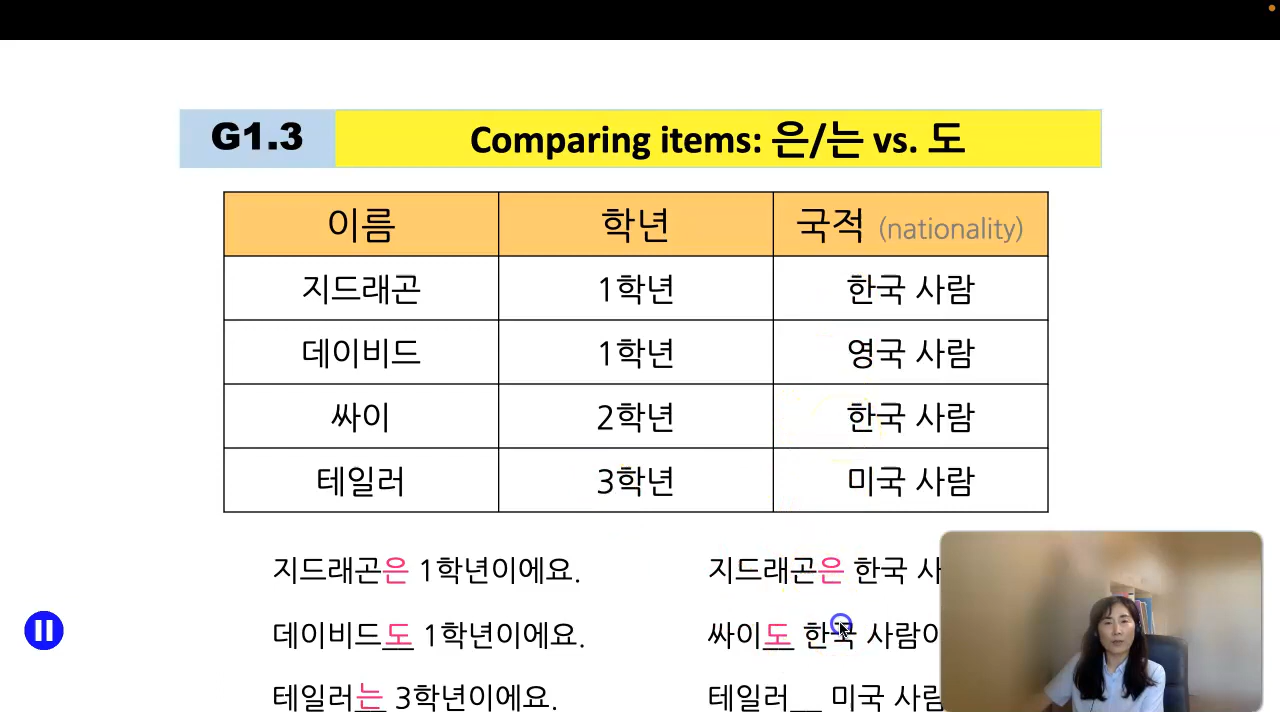 G1.3 Comparing items: 은/는 vs. 도
이름 학년 국적 (nationality)
지드래곤 1학년 한국 사람
데이비드 1학년 영국 사람
싸이 2학년 한국 사람
테일러 3학년 미국 사람
지드래곤은 1학년이에요.
데이비드도 1학년이에요.
테일러는 3학년이에요.
지드래곤은 한국 사
싸이도 한국 사람이
테일러__ 미국 사람